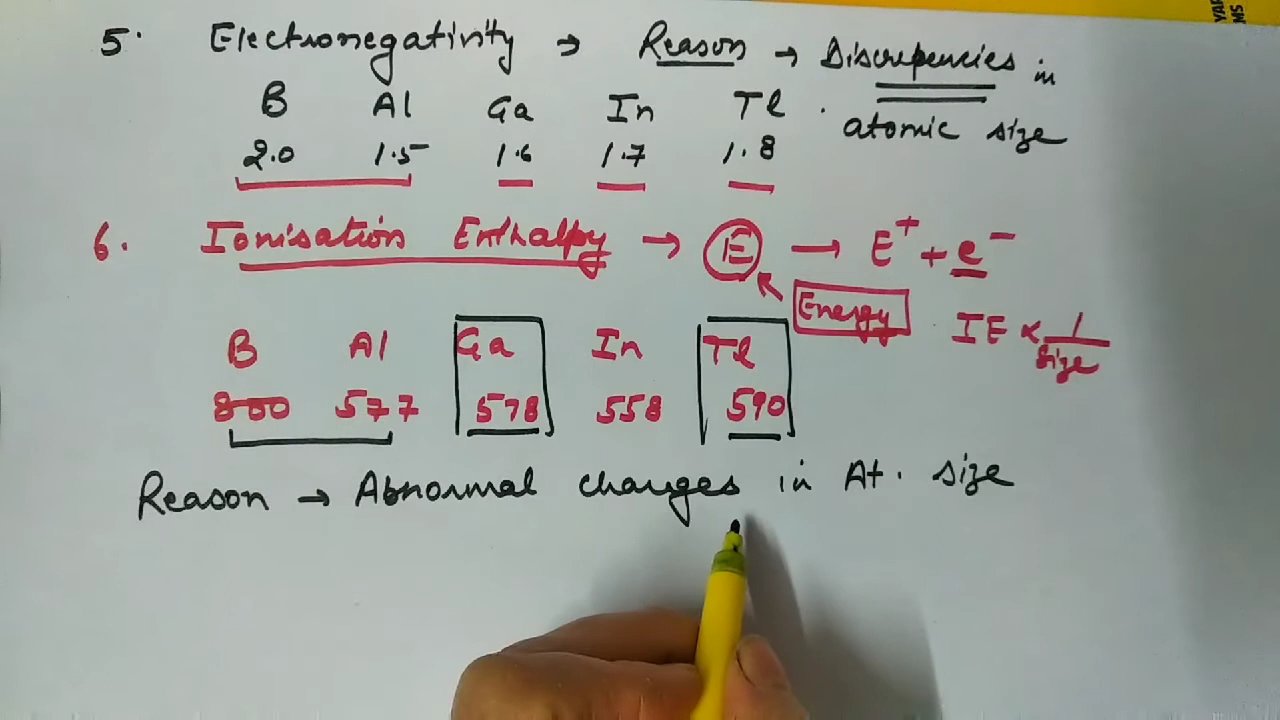 5. Electronegativity → Reason → Discrepencies in
atomic size
B Al Ga In Tl .
2.0 1.5 1.6 1.7 1.8
6. Ionisation Enthalpy → E → E⁺ + e⁻
Energy
IE ∝ 1/size
B Al Ga In Tl
800 577 578 558 590
Reason → Abnormal changes in At. size
YAF
MS